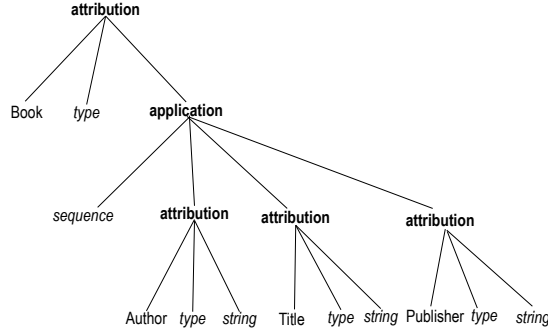 attribution
Book type application
sequence attribution attribution attribution
Author type string Title type string Publisher type string